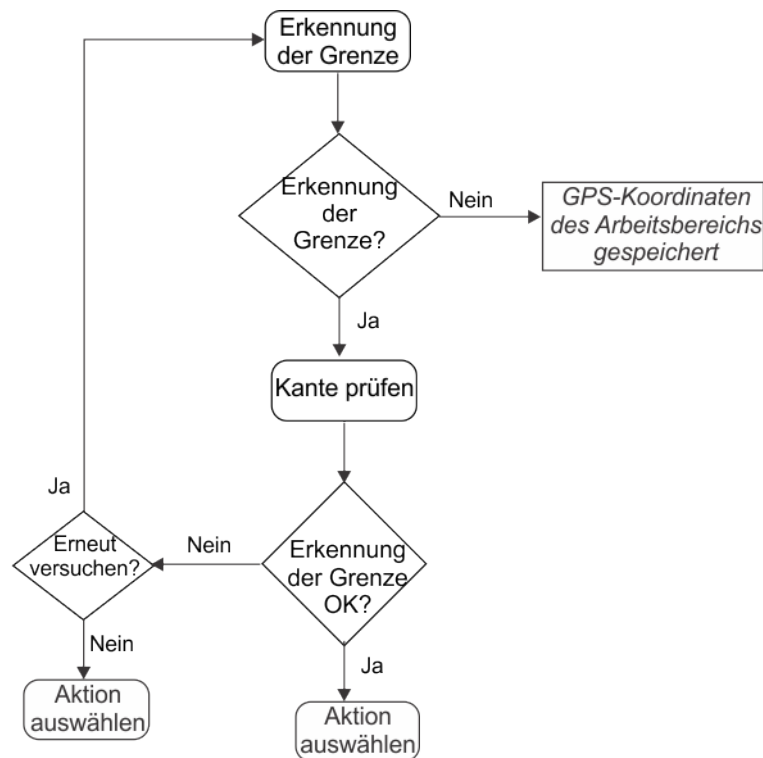 Erkennung
der Grenze
Erkennung
der
Grenze?
Nein
GPS-Koordinaten
des Arbeitsbereichs
gespeichert
Ja
Kante prüfen
Ja
Erneut
versuchen?
Nein
Erkennung
der Grenze
OK?
Nein
Ja
Aktion
auswählen
Aktion
auswählen